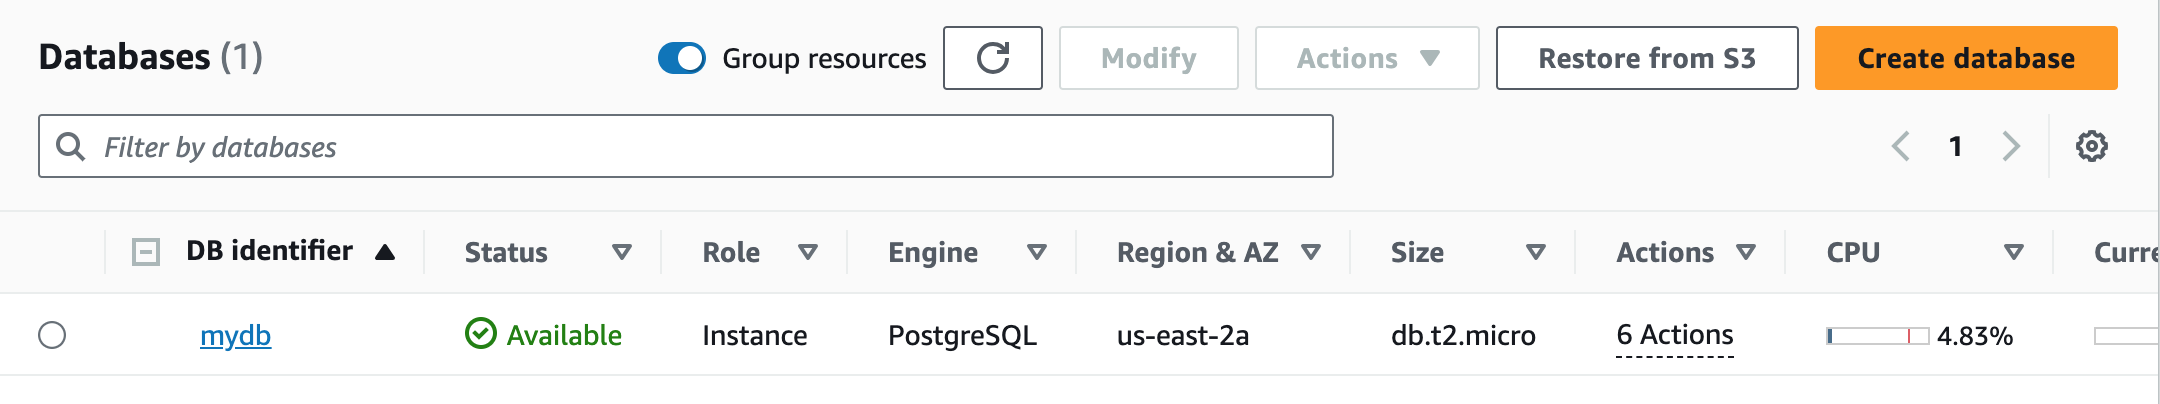 Databases (1)
Group resources
Modify
Actions
Restore from S3
Create database
Filter by databases
1
DB identifier Status Role Engine Region & AZ Size Actions CPU Curre
mydb Available Instance PostgreSQL us-east-2a db.t2.micro 6 Actions 4.83%